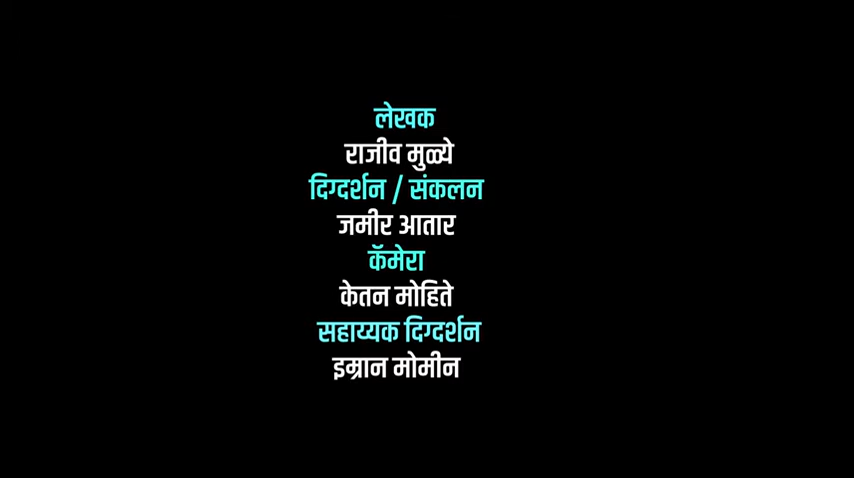 लेखक
राजीव मुळ्ये
दिग्दर्शन / संकलन
जमीर आतार
कॅमेरा
केतन मोहिते
सहाय्यक दिग्दर्शन
इम्रान मोमीन